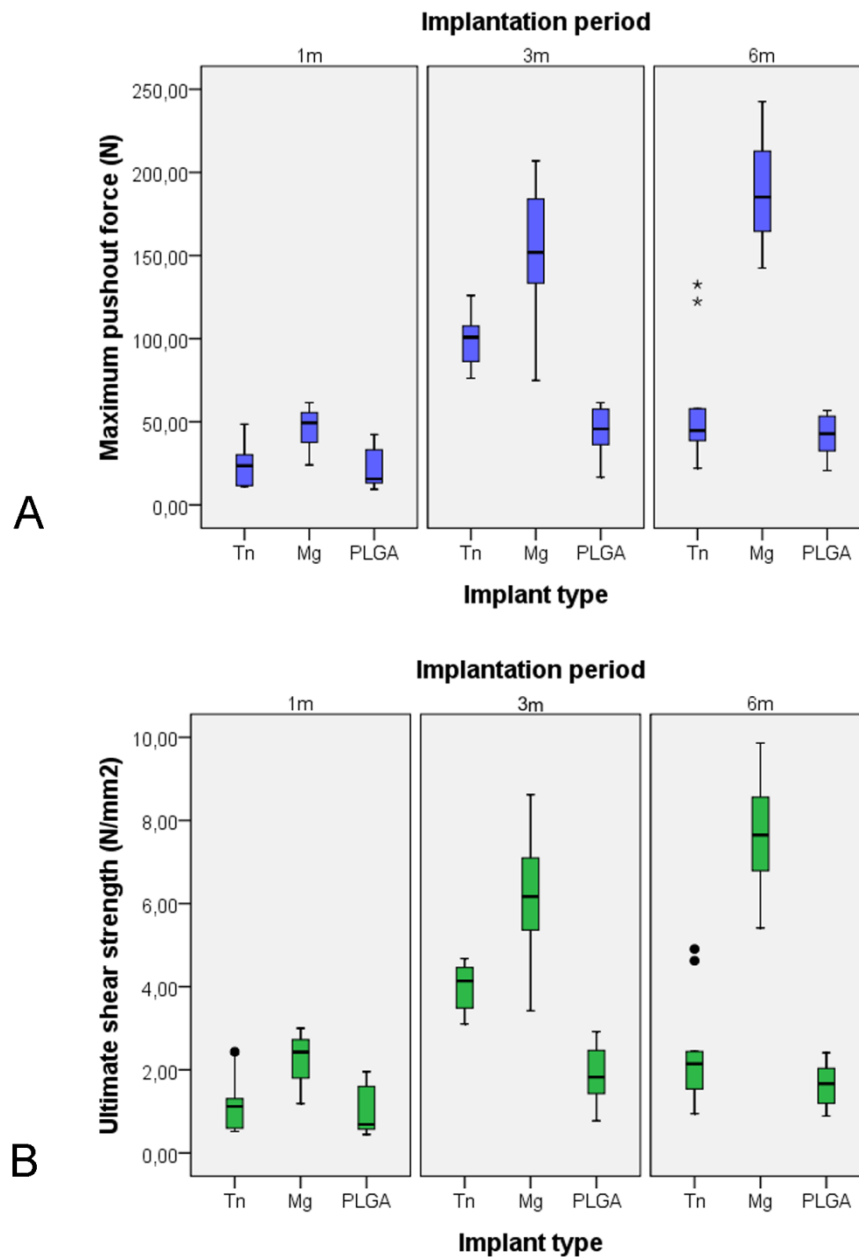 Implantation period
1m 3m 6m
Maximum pushout force (N)
250,00
200,00
150,00
100,00
50,00
0,00
A
Tn Mg PLGA Tn Mg PLGA Tn Mg PLGA
Implant type
Implantation period
1m 3m 6m
Ultimate shear strength (N/mm2)
10,00
8,00
6,00
4,00
2,00
0,00
B
Tn Mg PLGA Tn Mg PLGA Tn Mg PLGA
Implant type